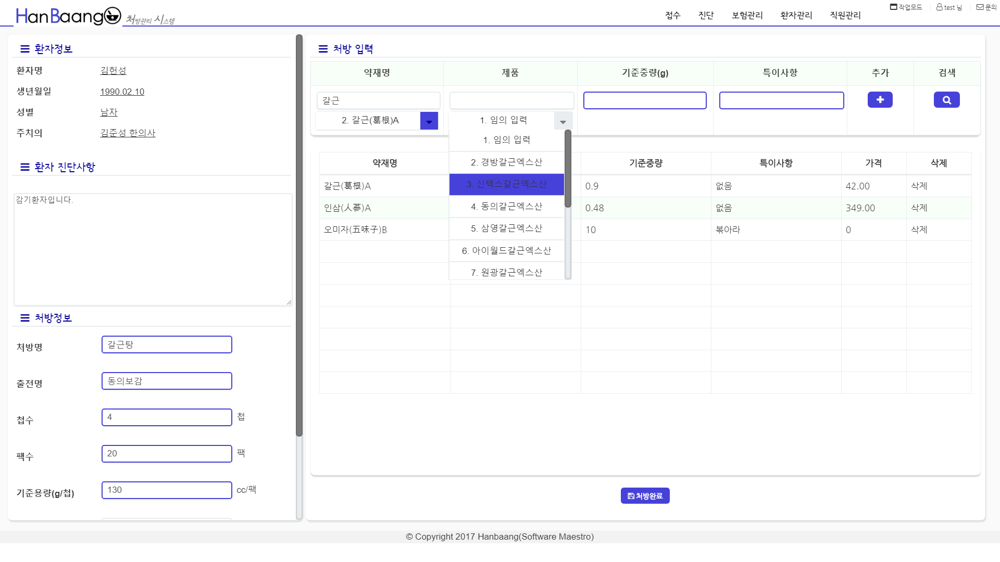 HanBaang 처방관리 시스템
접수 진단 보험관리 환자관리 직원관리
작업모드 test 님 문의
환자정보
환자명 김헌성
생년월일 1990.02.10
성별 남자
주치의 김준성 한의사
환자 진단사항
감기환자입니다.
처방정보
처방명 갈근탕
출전명 동의보감
첩수 4 첩
팩수 20 팩
기준용량(g/첩) 130 cc/팩
처방 입력
약재명 제품 기준중량(g) 특이사항 추가 검색
갈근
2. 갈근(葛根)A 1. 임의 입력
1. 임의 입력
2. 경방갈근엑스산
3. 신텍스갈근엑스산
4. 동의갈근엑스산
5. 삼영갈근엑스산
6. 아이월드갈근엑스산
7. 원광갈근엑스산
약재명 기준중량 특이사항 가격 삭제
갈근(葛根)A 0.9 없음 42.00 삭제
인삼(人蔘)A 0.48 없음 349.00 삭제
오미자(五味子)B 10 볶아라 0 삭제
처방완료
© Copyright 2017 Hanbaang(Software Maestro)